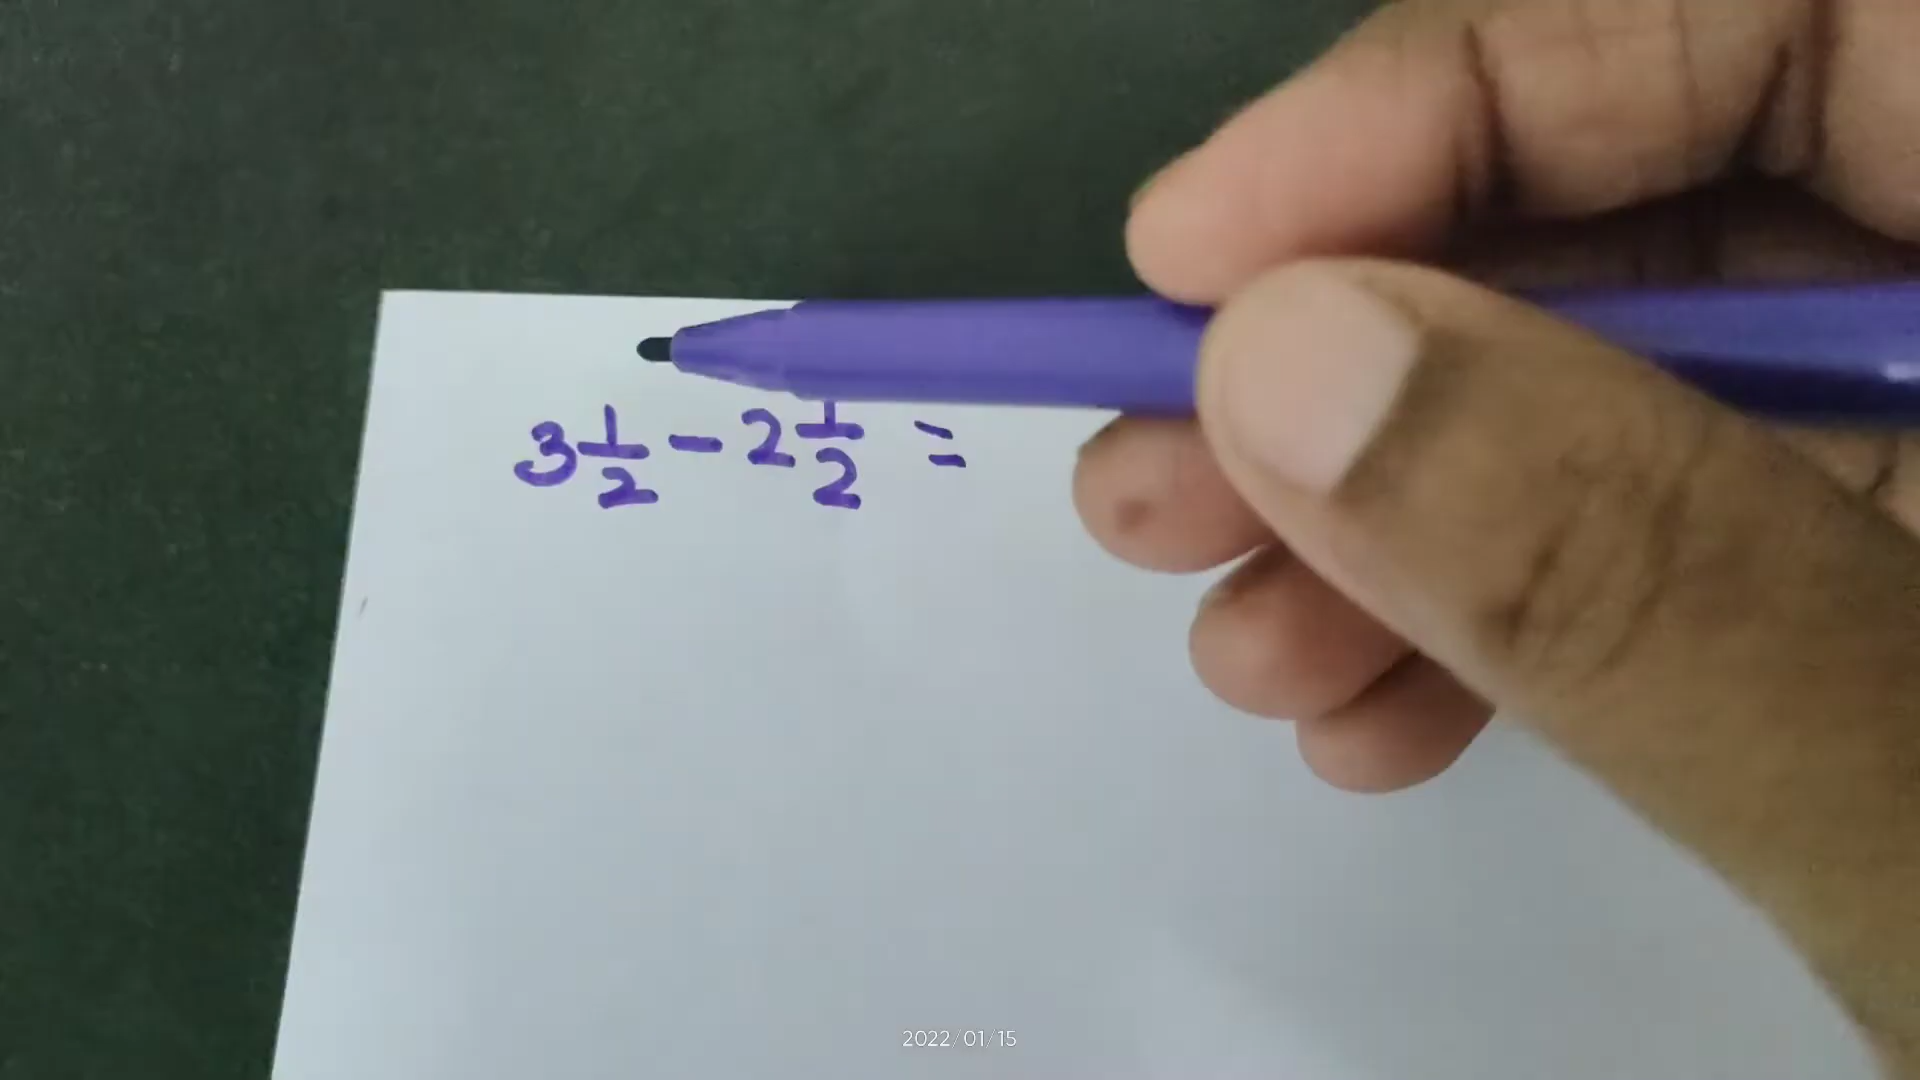 3 1/2 - 2 1/2 =
2022/01/15